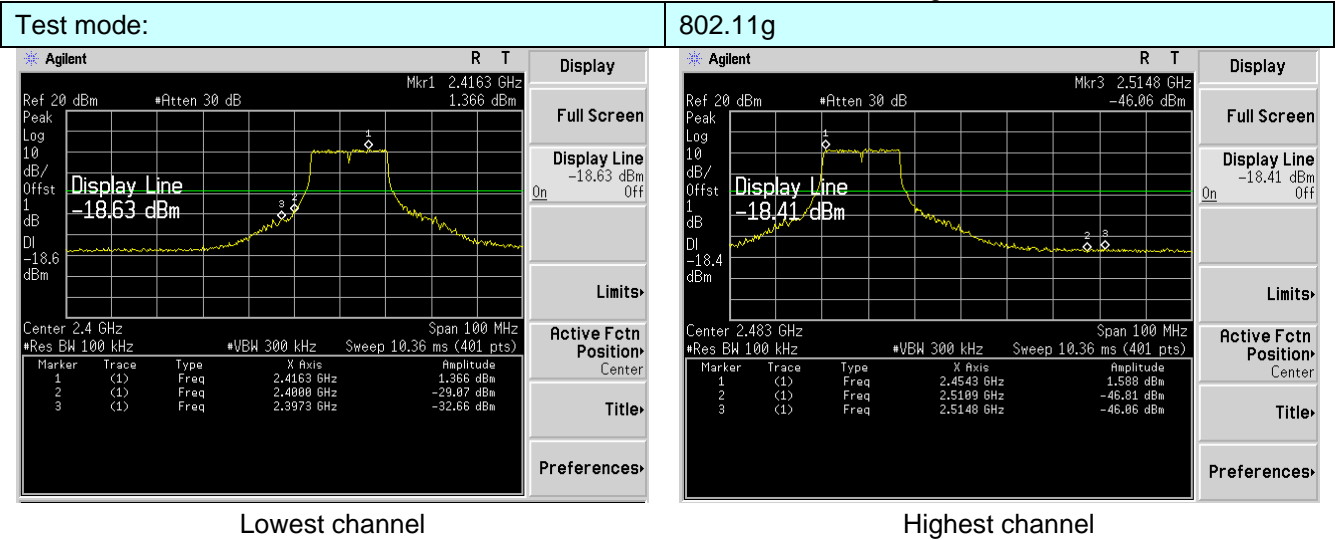 Test mode: 802.11g
Agilent R T
Mkr1 2.4163 GHz
Ref 20 dBm #Atten 30 dB 1.366 dBm
Peak
Log
10
dB/
Offst
1
dB
DI
-18.6
dBm
1
3 2
Display Line
-18.63 dBm
Center 2.4 GHz Span 100 MHz
#Res BW 100 kHz #VBW 300 kHz Sweep 10.36 ms (401 pts)
Marker Trace Type X Axis Amplitude
1 (1) Freq 2.4163 GHz 1.366 dBm
2 (1) Freq 2.4000 GHz -29.07 dBm
3 (1) Freq 2.3973 GHz -32.66 dBm
Display
Full Screen
Display Line
-18.63 dBm
On Off
Limits
Active Fctn
Position
Center
Title
Preferences
Lowest channel
Agilent R T
Mkr3 2.5148 GHz
Ref 20 dBm #Atten 30 dB -46.06 dBm
Peak
Log
10
dB/
Offst
1
dB
DI
-18.4
dBm
1
2 3
Display Line
-18.41 dBm
Center 2.483 GHz Span 100 MHz
#Res BW 100 kHz #VBW 300 kHz Sweep 10.36 ms (401 pts)
Marker Trace Type X Axis Amplitude
1 (1) Freq 2.4543 GHz 1.588 dBm
2 (1) Freq 2.5109 GHz -46.81 dBm
3 (1) Freq 2.5148 GHz -46.06 dBm
Display
Full Screen
Display Line
-18.41 dBm
On Off
Limits
Active Fctn
Position
Center
Title
Preferences
Highest channel